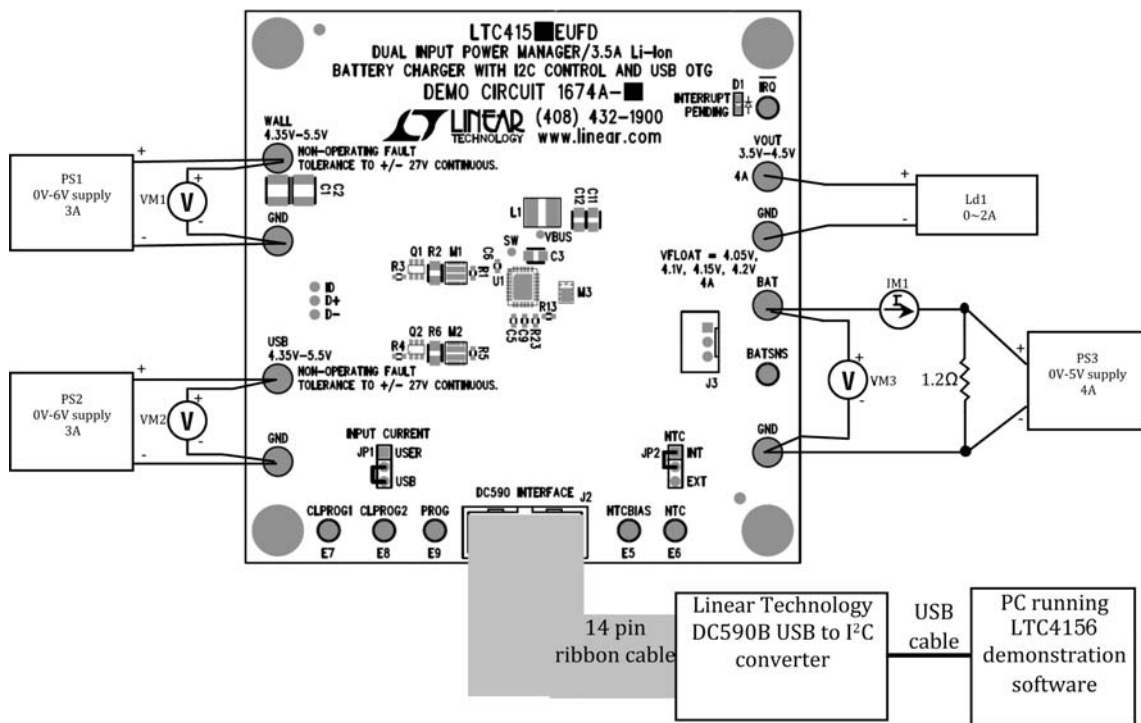 LTC415■EUFD
DUAL INPUT POWER MANAGER/3.5A Li-Ion
BATTERY CHARGER WITH I2C CONTROL AND USB OTG
DEMO CIRCUIT 1674A-■
LINEAR
TECHNOLOGY
(408) 432-1900
www.linear.com
D1
IRQ
INTERRUPT
PENDING
WALL
4.35V-5.5V
NON-OPERATING FAULT
TOLERANCE TO +/- 27V CONTINUOUS.
C1
C2
GND
PS1
0V-6V supply
3A
+
-
VM1
V
+
-
VOUT
3.5V-4.5V
4A
GND
+
-
Ld1
0~2A
L1
C12
C11
VBUS
SW
C6
C3
U1
Q1
R2
M1
R3
R1
M3
R13
C5
C9
R23
Q2
R6
M2
R4
R5
ID
D+
D-
VFLOAT = 4.05V,
4.1V, 4.15V, 4.2V
4A
BAT
IM1
I
BATSNS
J3
V
VM3
+
-
1.2Ω
+
-
PS3
0V-5V supply
4A
GND
USB
4.35V-5.5V
NON-OPERATING FAULT
TOLERANCE TO +/- 27V CONTINUOUS.
PS2
0V-6V supply
3A
+
-
VM2
V
+
-
GND
INPUT CURRENT
JP1
USER
USB
NTC
JP2
INT
EXT
DC590 INTERFACE
J2
CLPROG1
E7
CLPROG2
E8
PROG
E9
NTCBIAS
E5
NTC
E6
14 pin
ribbon cable
Linear Technology
DC590B USB to I²C
converter
USB
cable
PC running
LTC4156
demonstration
software